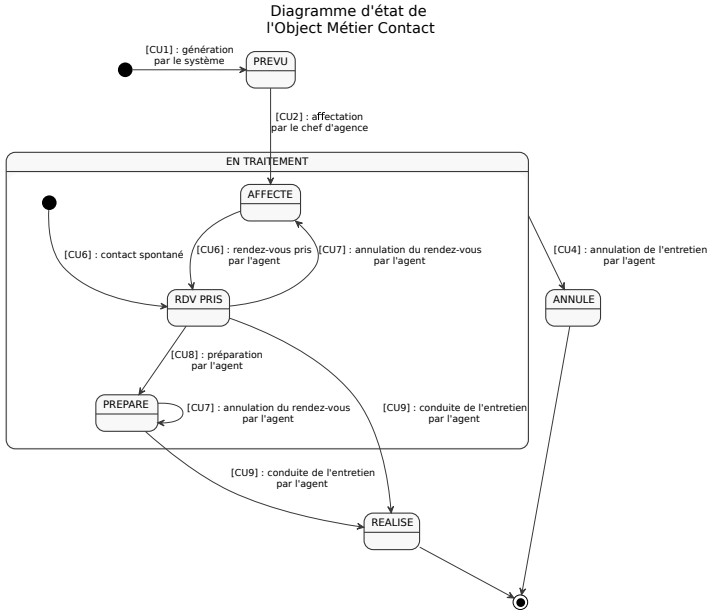 Diagramme d'état de
l'Object Métier Contact
[CU1] : génération
par le système
PREVU
[CU2] : affectation
par le chef d'agence
EN TRAITEMENT
AFFECTE
[CU6] : contact spontané
[CU6] : rendez-vous pris
par l'agent
[CU7] : annulation du rendez-vous
par l'agent
[CU4] : annulation de l'entretien
par l'agent
RDV PRIS
ANNULE
[CU8] : préparation
par l'agent
PREPARE
[CU7] : annulation du rendez-vous
par l'agent
[CU9] : conduite de l'entretien
par l'agent
[CU9] : conduite de l'entretien
par l'agent
REALISE